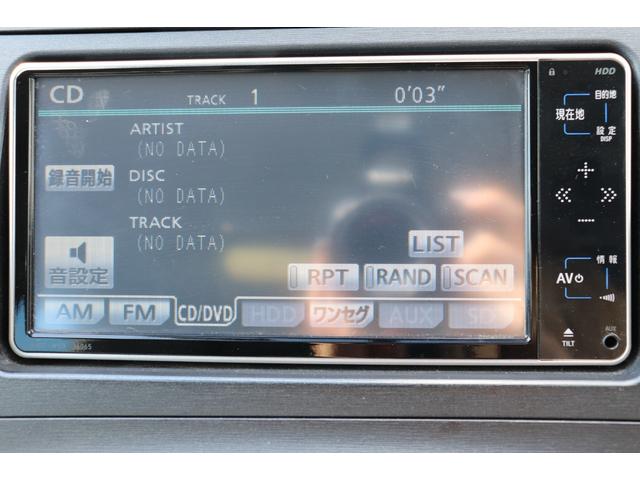 CD TRACK 1 0'03"
ARTIST
(NO DATA)
録音開始
DISC
(NO DATA)
TRACK
(NO DATA)
音設定
LIST
RPT RAND SCAN
AM FM CD/DVD HDD ワンセグ AUX
HDD
目的地
現在地
設定
DISP
情報
AV
TILT
AUX